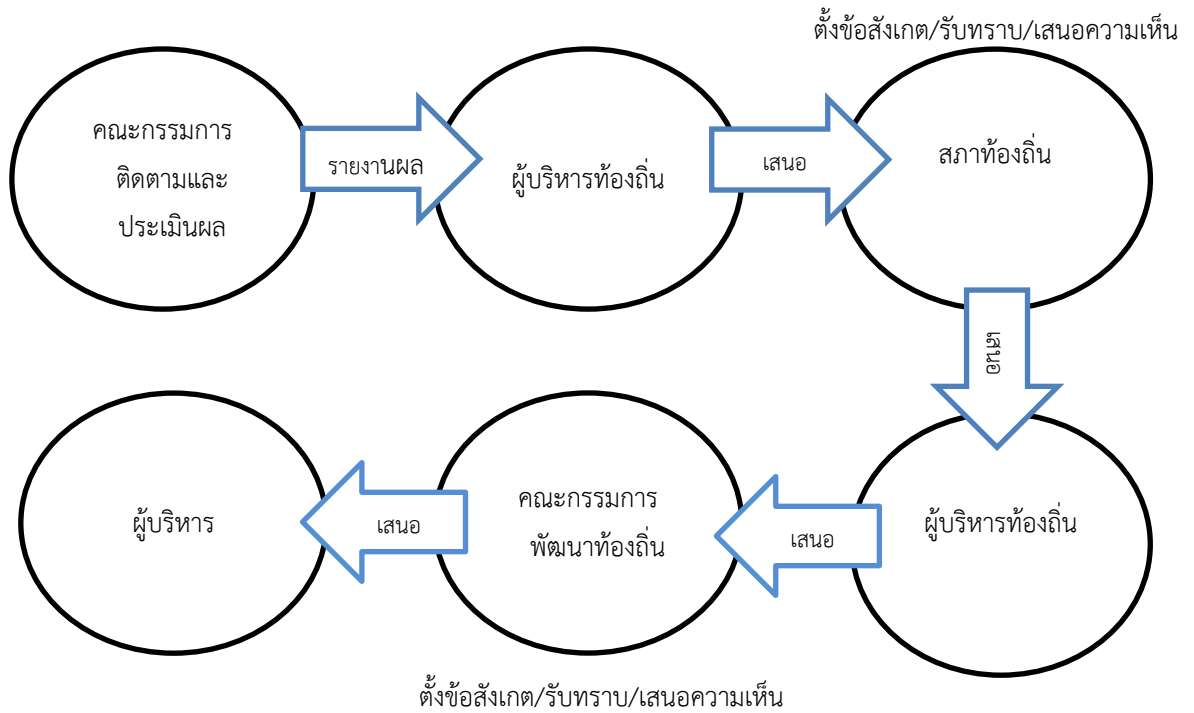 ตั้งข้อสังเกต/รับทราบ/เสนอความเห็น
คณะกรรมการ
ติดตามและ
ประเมินผล
รายงานผล
ผู้บริหารท้องถิ่น
เสนอ
สภาท้องถิ่น
เสนอ
ผู้บริหารท้องถิ่น
เสนอ
คณะกรรมการ
พัฒนาท้องถิ่น
เสนอ
ผู้บริหาร
ตั้งข้อสังเกต/รับทราบ/เสนอความเห็น